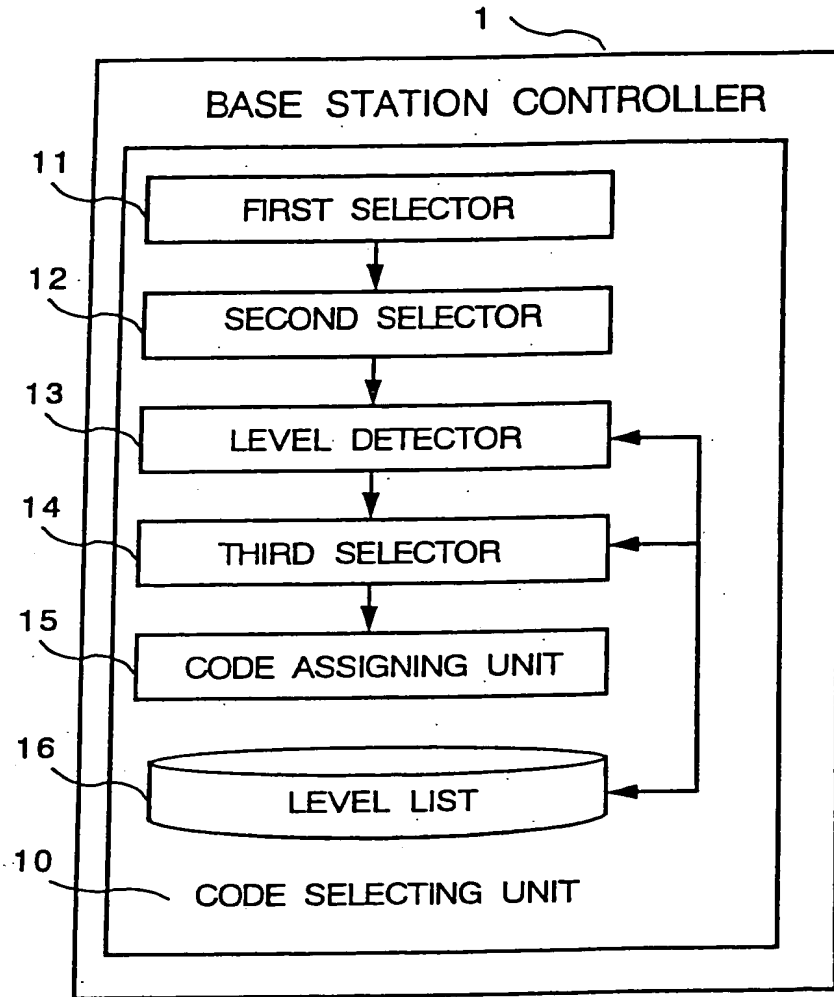 1
BASE STATION CONTROLLER
11
FIRST SELECTOR
12
SECOND SELECTOR
13
LEVEL DETECTOR
14
THIRD SELECTOR
15
CODE ASSIGNING UNIT
16
LEVEL LIST
10
CODE SELECTING UNIT